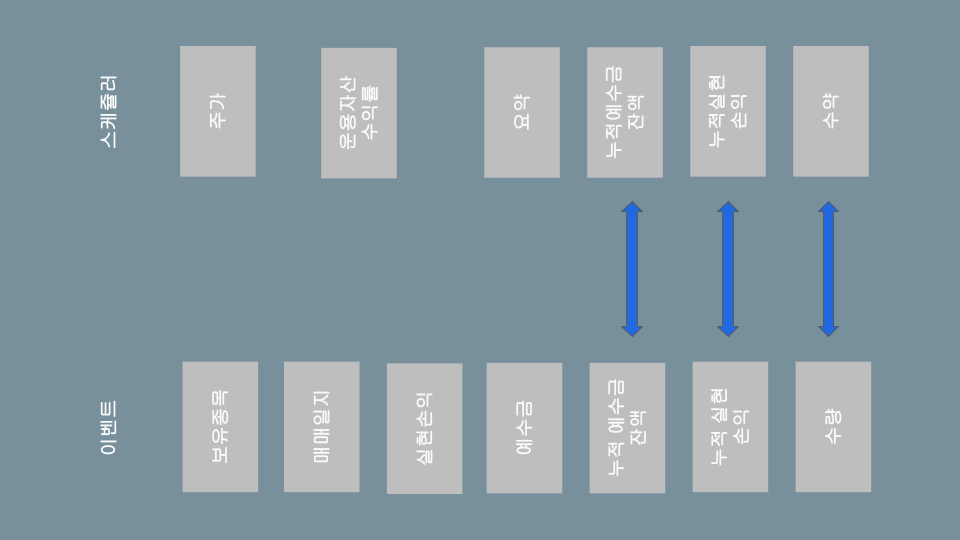 스케쥴러
주가
운용자산
수익률
요약
누적예수금
잔액
누적실현
손익
수약
이벤트
보유종목
매매일지
실현손익
예수금
누적 예수금
잔액
누적 실현
손익
수량